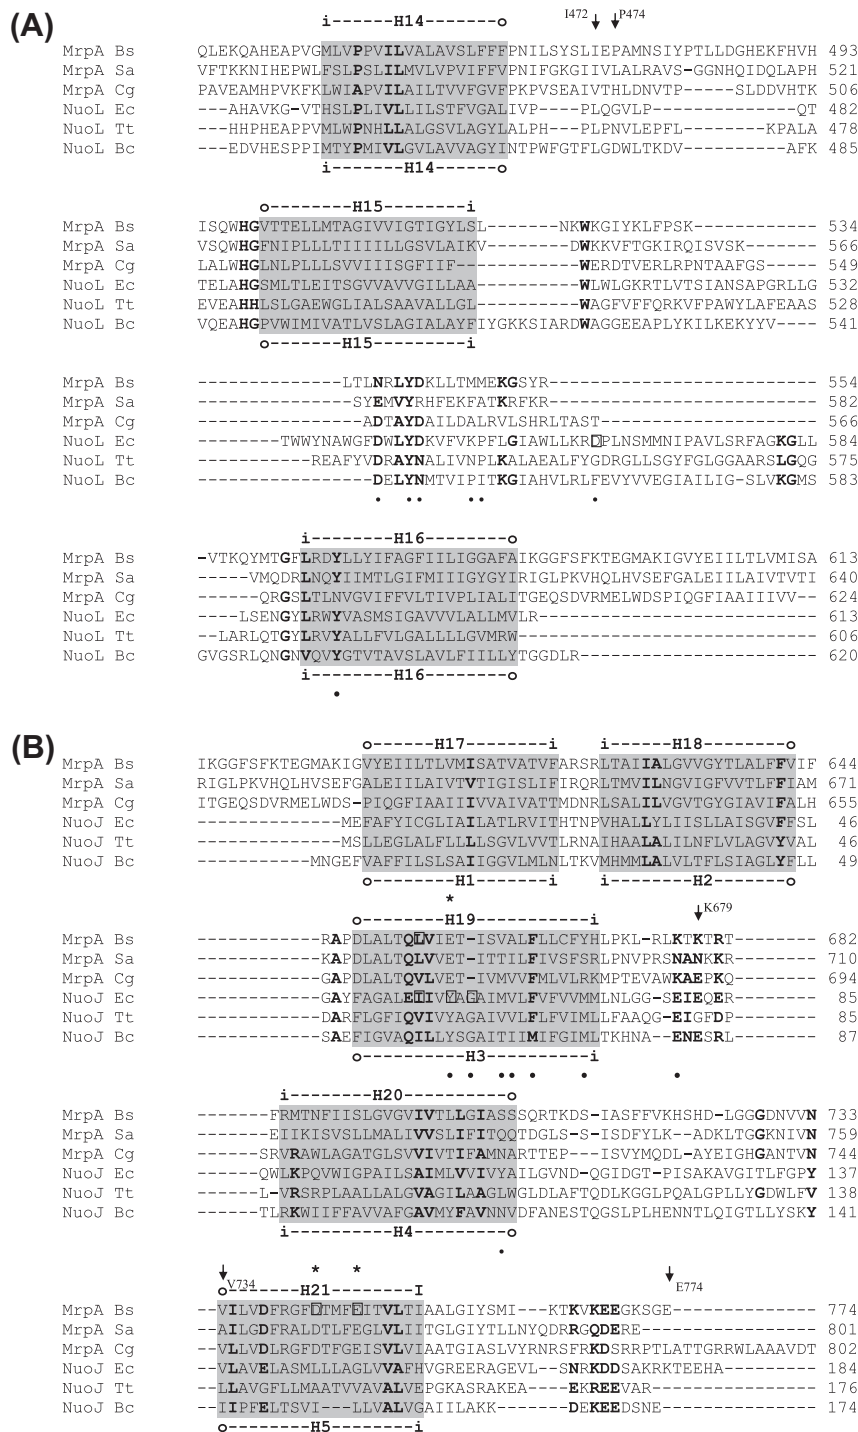 (A)
I472 P474
i------H14-------o
MrpA Bs QLEKQAHEAPVGMLVPPVILVALAVSLFFFPNILSYSLIEPAMNSIYPTLLDGHEKFHVH 493
MrpA Sa VFTKKNIHEPWLFSLPSLILMVLVPVIFFVPNIFGKGIIVLALRAVS-GGNHQIDQLAPH 521
MrpA Cg PAVEAMHPVKFKLWIAPVILAILTVVFGVFPKPVSEAIVTHLDNVTP----SLDDVHTK 506
NuoL Ec ---AHAVKG-VTHSLPLIVLLILSTFVGALIVPP---PLQGVLP-------------QT 482
NuoL Tt ---HHPHEAPPVMLWPNHLLALGSVLAGYLALPH---PLPNVLEPFL------KPALA 478
NuoL Bc ---EDVHESPPIMTYPMIVLGVLAVVAGYINTPWFGTFLGDWLTKDV--------AFK 485
i------H14-------o
o-------H15--------i
MrpA Bs ISQWHGVTTELLMTAGIVVIGTIGYLSL-------NKWKGIYKLFPSK------------ 534
MrpA Sa VSQWHGFNIPLLLTIIIILLGSVLAIKV-------DWKKVFTGKIRQISVSK-------- 566
MrpA Cg LALWHGLNLPLLLSVVIIISGFIIF----------WERDTVERLRPNTAAFGS------ 549
NuoL Ec TELAHGSMLTLEITSGVVAVVGILLAA---------WLWLGKRTLVTSIANSAPGRLLG 532
NuoL Tt EVEAHHLSLGAEWGLIALSAAVALLGL---------WAGFVFFQRKVFPAWYLAFEAAS 528
NuoL Bc VQEAHGPVWIMIVATLVSLAGIALAYFIYGKKSIARDWAGGEEAPLYKILKEKYYV---- 541
o-------H15--------i
MrpA Bs --------------LTLNRLYDKLLTMMEKGSYR-------------------------- 554
MrpA Sa ---------------SYEMVYRHFEKFATKRFKR-------------------------- 582
MrpA Cg ----------------ADTAYDAILDALRVLSHRLTAST--------------------- 566
NuoL Ec --------TWWYNAWGFDWLYDKVFVKPFLGIAWLLKRDPLNSMMNIPAVLSRFAGKGLL 584
NuoL Tt ----------REAFYVDRAYNALIVNPLKALAEALFYGDRGLLSGYFGLGGAARSLGQG 575
NuoL Bc -----------------DELYNMTVIPITKGIAHVLRLFEVYVVEGIAILIG-SLVKGMS 583
i--------H16-------o
MrpA Bs -VTKQYMTGFLRDYLLYIFAGFIILIGGAFAIKGGFSFKTEGMAKIGVYEIILTLVMISA 613
MrpA Sa -----VMQDRLNQYIIMTLGIFMIIIGYGYIRIGLPKVHQLHVSEFGALEIILAIVTVTI 640
MrpA Cg ------QRGSLTLNVGVIFFVLTIVPLIALITGEQSDVRMELWDSPIQGFIAAIIIVV-- 624
NuoL Ec ----LSENGYLRWYVASMSIGAVVVLALLMVLR--------------------------- 613
NuoL Tt --LARLQTGYLRVYALLFVLGALLLLGVMRW----------------------------- 606
NuoL Bc GVGSRLQNGNVQVYGTVTAVSLAVLFIILLYTGGDLR----------------------- 620
i--------H16-------o
(B)
o------H17-------i i------H18-------o
MrpA Bs IKGGFSFKTEGMAKIGVYEIILTLVMISATVATVFARSRLTAIIALGVVGYTLALFFVIF 644
MrpA Sa RIGLPKVHQLHVSEFGALEIILAIVTVTIGISLIFIRQRLTMVILNGVIGFVVTLFFIAM 671
MrpA Cg ITGEQSDVRMELWDS-PIQGFIAAIIIVVAIVATTMDNRLSALILVGVTGYGIAVIFALH 655
NuoJ Ec --------------MEFAFYICGLIAILATLRVITHTNPVHALLYLIISLLAISGVFFSL 46
NuoJ Tt --------------MSLLEGLALFLLLLSGVLVVTLRNAIHAALALILNFLVLAGVYVAL 46
NuoJ Bc -----------MNGEFVAFFILSLSAIIGGVLMLNLTKVMHMMLALVLTFLSIAGLYFLL 49
o------H1--------i i-------H2-------o
* K679
o--------H19---------i
MrpA Bs ------------RAPDLALTQLVIET-ISVALFLLCFYHLPKL-RLKTKTRT-------- 682
MrpA Sa ------------KAPDLALTQLVVET-ITTILFIVSFSRLPNVPRSNANKKR-------- 710
MrpA Cg ------------GAPDLALTQVLVET-IVMVVFMLVLRKMPTEVAWKAEPKQ-------- 694
NuoJ Ec ------------GAYFAGALEIIVYAGAIMVLFVFVVMMLNLGG-SEIEQER-------- 85
NuoJ Tt ------------DARFLGFIQVIVYAGAIVVLFLFVIMLFFAAQG-EIGFDP-------- 85
NuoJ Bc ------------SAEFIGVAQILLYSGAITIIMIFGIMLTKHNA--ENESRL-------- 87
o---------H3---------i
i--------H20----------o
MrpA Bs -------FRMTNFIISLGVGVIVTLLGIASSSQRTKDS-IASFFVKHSHD-LGGGDNVVN 733
MrpA Sa -------EIIKISVSLLMALIVVSLIFITQQTDGLS-S-ISDFYLK--ADKLTGGKNIVN 759
MrpA Cg -----SRVRAWLAGATGLSVVIVTIFAMNARTTEPP---ISVYMQDL-AYEIGHGANTVN 744
NuoJ Ec ------QWLKPQVWIGPAILSAIMLVVIVYAILGVND-QGIDGT-PISAKAVGITLFGPY 137
NuoJ Tt ------L-VRSRPLAALLALGVAGILAAGLWGLDLAFTQDLKGGLPQALGPLLYGDWLFV 138
NuoJ Bc ------TLRKWIIFFAVVAFGAVMYFAVNNVDFANESTQGSLPLHENNTLQIGTLLYSKY 141
i----------H4---------o
V734 * * E774
o-------H21--------I
MrpA Bs --VILVDFRGFDTMFEITVLTIAALGIYSMI---KTKVKEEGKSGE-------------- 774
MrpA Sa --AILGDFRALDTLFEGLVLIITGLGIYTLLNYQDRRGQDERE----------------- 801
MrpA Cg --VLLVDLRGFDTFGEISVLVIAATGIASLVYRNRSFRKDSRRPTLATTGRRWLAAAVDT 802
NuoJ Ec --VLAVELASMLLLAGLVVAFHVGREERAGEVL--SNRKDDSAKRKTEEHA--------- 184
NuoJ Tt --LLAVGFLLMAATVVAVALVEPGKASRAKEA---EKREEVAR----------------- 176
NuoJ Bc --IIPFELTSVI---LLVALVGAIILAKK------DEKEEDSNE---------------- 174
o--------H5--------i